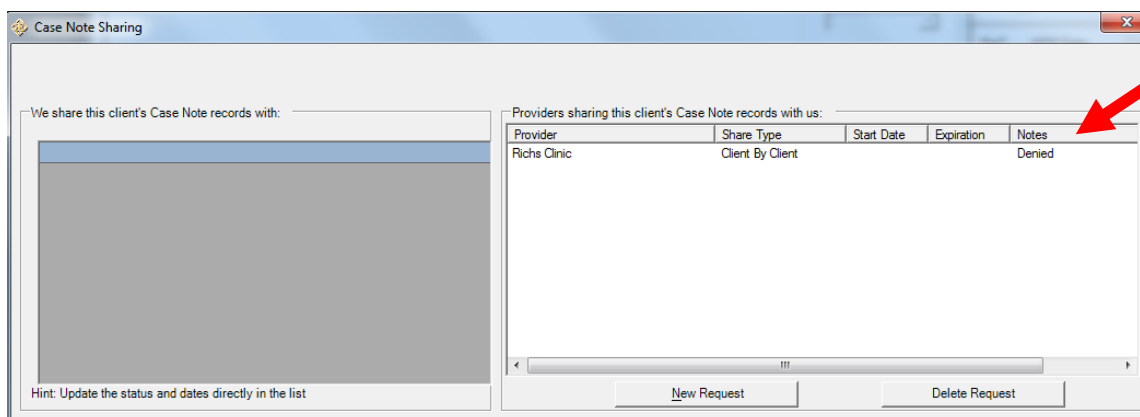 Case Note Sharing
We share this client's Case Note records with:
Hint: Update the status and dates directly in the list
Providers sharing this client's Case Note records with us:
Provider Share Type Start Date Expiration Notes
Richs Clinic Client By Client Denied
New Request Delete Request